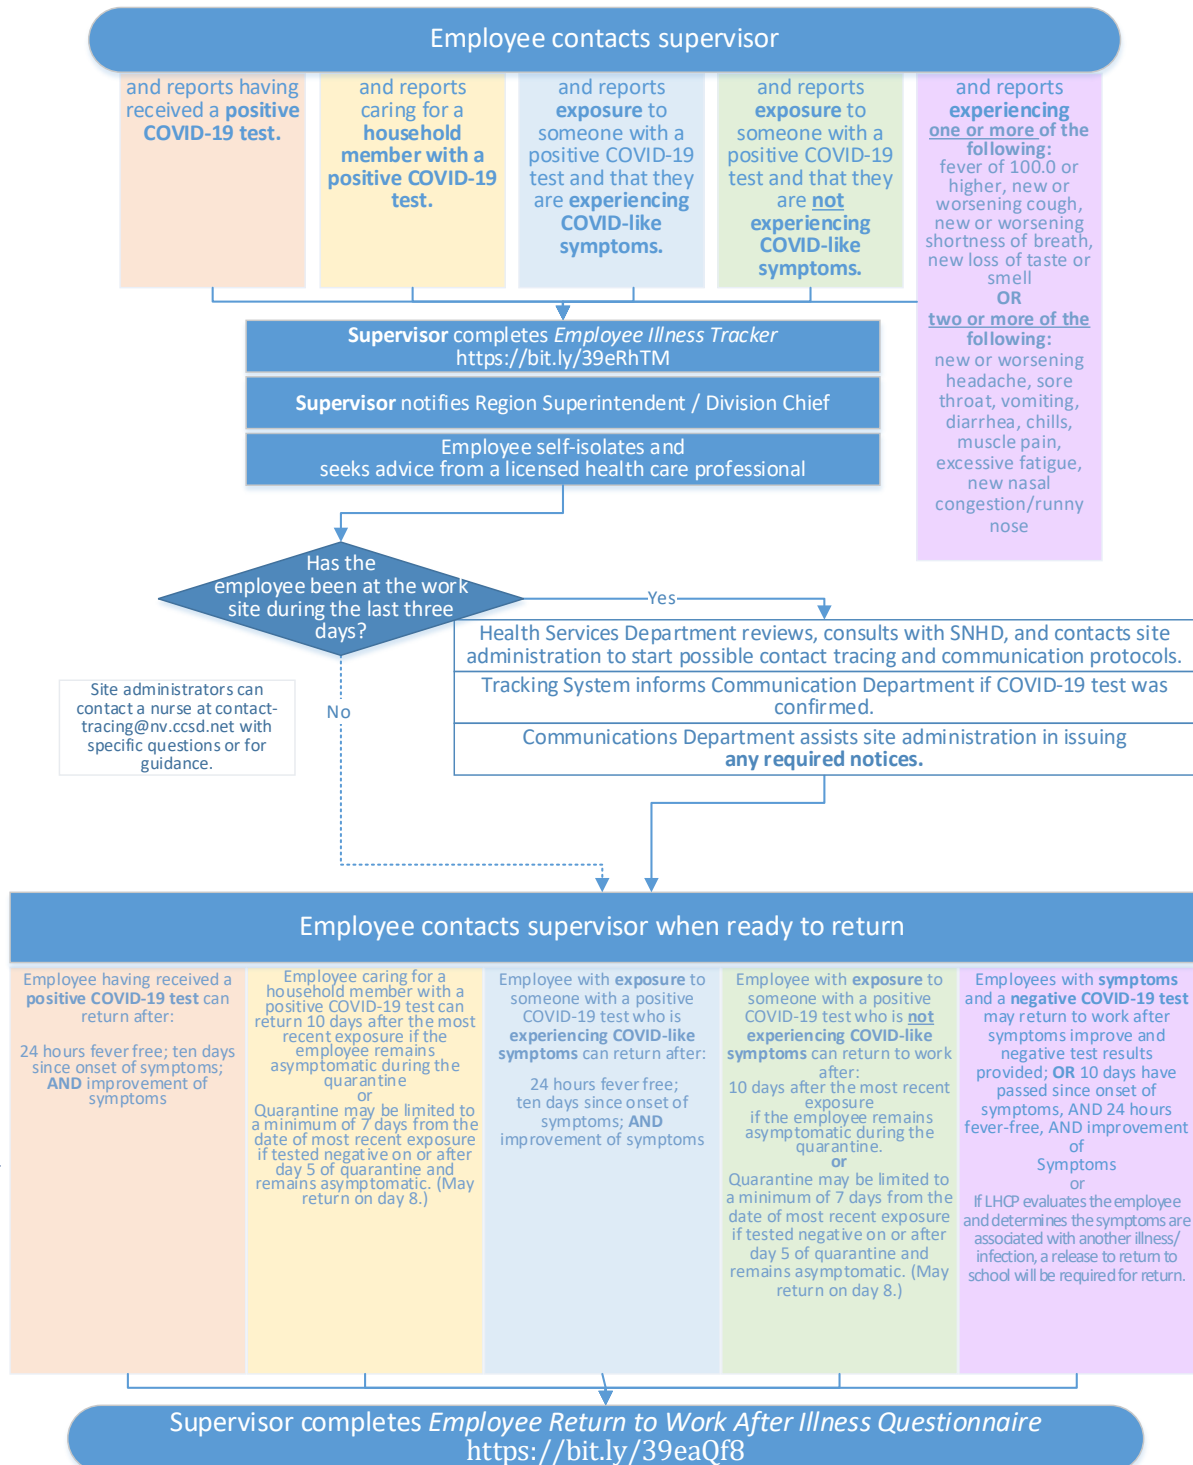 Employee contacts supervisor
and reports having
received a positive
COVID-19 test.
and reports
caring for a
household
member with a
positive COVID-19
test.
and reports
exposure to
someone with a
positive COVID-19
test and that they
are experiencing
COVID-like
symptoms.
and reports
exposure to
someone with a
positive COVID-19
test and that they
are not
experiencing
COVID-like
symptoms.
and reports
experiencing
one or more of the
following:
fever of 100.0 or
higher, new or
worsening cough,
new or worsening
shortness of breath,
new loss of taste or
smell
OR
two or more of the
following:
new or worsening
headache, sore
throat, vomiting,
diarrhea, chills,
muscle pain,
excessive fatigue,
new nasal
congestion/runny
nose
Supervisor completes Employee Illness Tracker
https://bit.ly/39eRhTM
Supervisor notifies Region Superintendent / Division Chief
Employee self-isolates and
seeks advice from a licensed health care professional
Has the
employee been at the work
site during the last three
days?
Yes
Health Services Department reviews, consults with SNHD, and contacts site
administration to start possible contact tracing and communication protocols.
Tracking System informs Communication Department if COVID-19 test was
confirmed.
Communications Department assists site administration in issuing
any required notices.
Site administrators can
contact a nurse at contact-
tracing@nv.ccsd.net with
specific questions or for
guidance.
No
Employee contacts supervisor when ready to return
Employee having received a
positive COVID-19 test can
return after:
24 hours fever free; ten days
since onset of symptoms;
AND improvement of
symptoms
Employee caring for a
household member with a
positive COVID-19 test can
return 10 days after the most
recent exposure if the
employee remains
asymptomatic during the
quarantine
or
Quarantine may be limited to
a minimum of 7 days from the
date of most recent exposure
if tested negative on or after
day 5 of quarantine and
remains asymptomatic. (May
return on day 8.)
Employee with exposure to
someone with a positive
COVID-19 test who is
experiencing COVID-like
symptoms can return after:
24 hours fever free;
ten days since onset of
symptoms; AND
improvement of symptoms
Employee with exposure to
someone with a positive
COVID-19 test who is not
experiencing COVID-like
symptoms can return to work
after:
10 days after the most recent
exposure
if the employee remains
asymptomatic during the
quarantine.
or
Quarantine may be limited to
a minimum of 7 days from the
date of most recent exposure
if tested negative on or after
day 5 of quarantine and
remains asymptomatic. (May
return on day 8.)
Employees with symptoms
and a negative COVID-19 test
may return to work after
symptoms improve and
negative test results
provided; OR 10 days have
passed since onset of
symptoms, AND 24 hours
fever-free, AND improvement
of
Symptoms
or
If LHCP evaluates the employee
and determines the symptoms are
associated with another illness/
infection, a release to return to
school will be required for return.
Supervisor completes Employee Return to Work After Illness Questionnaire
https://bit.ly/39eaQf8